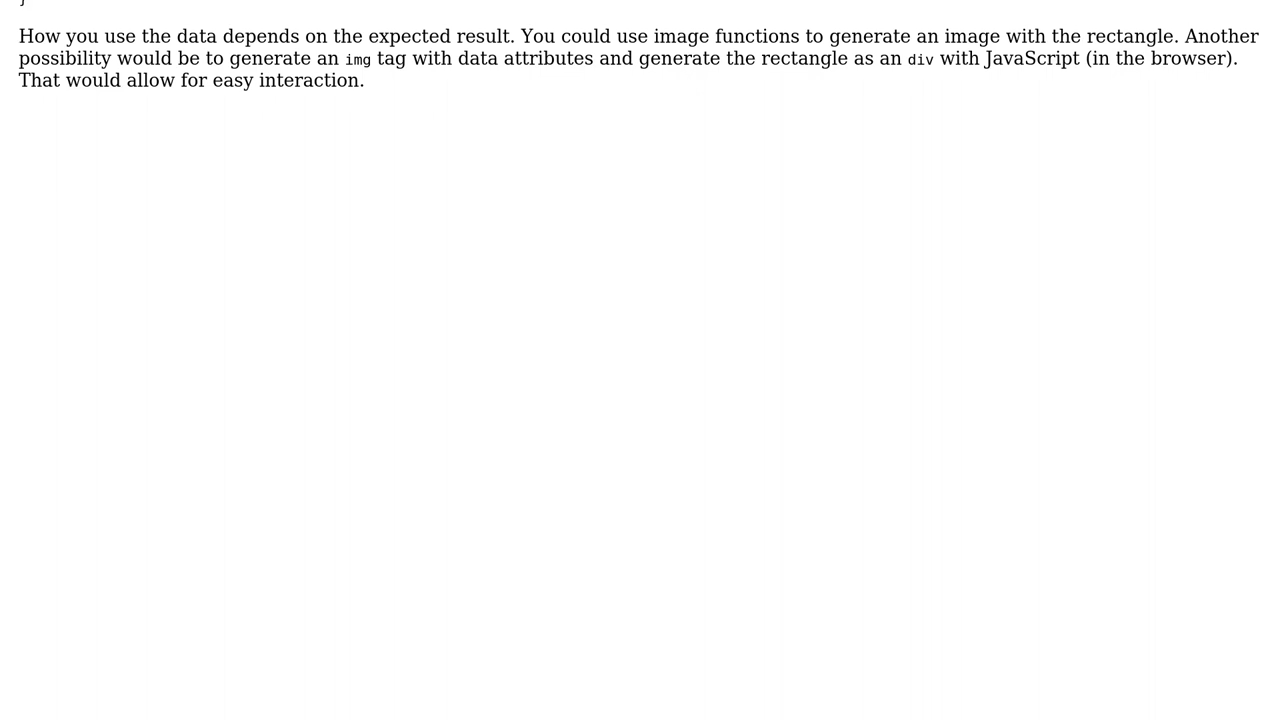 }
How you use the data depends on the expected result. You could use image functions to generate an image with the rectangle. Another
possibility would be to generate an img tag with data attributes and generate the rectangle as an div with JavaScript (in the browser).
That would allow for easy interaction.